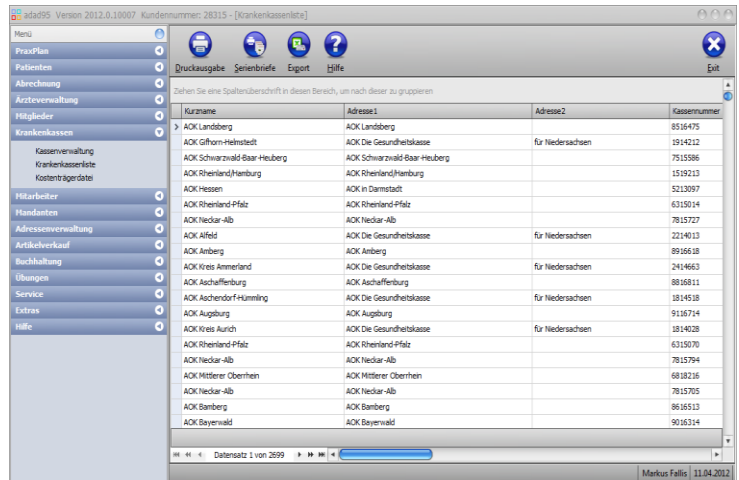 adad95 Version 2012.0.10007 Kundennummer: 28315 - [Krankenkassenliste]
Menü
PraxPlan
Patienten
Abrechnung
Ärzteverwaltung
Mitglieder
Krankenkassen
Kassenverwaltung
Krankenkassenliste
Kostenträgerdatei
Mitarbeiter
Mandanten
Adressenverwaltung
Artikelverkauf
Buchhaltung
Übungen
Service
Extras
Hilfe
Druckausgabe Serienbriefe Export Hilfe Exit
Ziehen Sie eine Spaltenüberschrift in diesen Bereich, um nach dieser zu gruppieren
Kurzname Adresse1 Adresse2 Kassennummer
AOK Landsberg AOK Landsberg 8516475
AOK Gifhorn-Helmstedt AOK Die Gesundheitskasse für Niedersachsen 1914212
AOK Schwarzwald-Baar-Heuberg AOK Schwarzwald-Baar-Heuberg 7515586
AOK Rheinland/Hamburg AOK Rheinland/Hamburg 1519213
AOK Hessen AOK in Darmstadt 5213097
AOK Rheinland-Pfalz AOK Rheinland-Pfalz 6315014
AOK Neckar-Alb AOK Neckar-Alb 7815727
AOK Alfeld AOK Die Gesundheitskasse für Niedersachsen 2214013
AOK Amberg AOK Amberg 8916618
AOK Kreis Ammerland AOK Die Gesundheitskasse für Niedersachsen 2414663
AOK Aschaffenburg AOK Aschaffenburg 8816811
AOK Aschendorf-Hümmling AOK Die Gesundheitskasse für Niedersachsen 1814518
AOK Augsburg AOK Augsburg 9116714
AOK Kreis Aurich AOK Die Gesundheitskasse für Niedersachsen 1814028
AOK Rheinland-Pfalz AOK Rheinland-Pfalz 6315070
AOK Neckar-Alb AOK Neckar-Alb 7815794
AOK Mittlerer Oberrhein AOK Mittlerer Oberrhein 6818216
AOK Neckar-Alb AOK Neckar-Alb 7815705
AOK Bamberg AOK Bamberg 8616513
AOK Bayerwald AOK Bayerwald 9016314
Datensatz 1 von 2699
Markus Fallis 11.04.2012